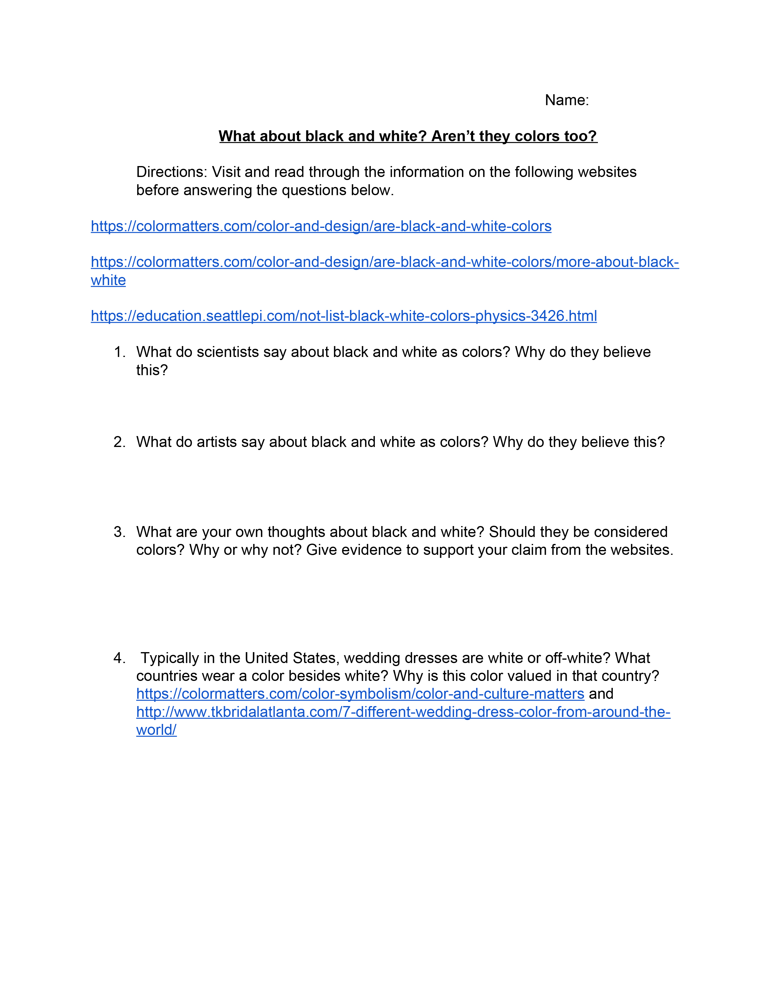 Name:
What about black and white? Aren’t they colors too?
Directions: Visit and read through the information on the following websites
before answering the questions below.
https://colormatters.com/color-and-design/are-black-and-white-colors
https://colormatters.com/color-and-design/are-black-and-white-colors/more-about-black-
white
https://education.seattlepi.com/not-list-black-white-colors-physics-3426.html
1. What do scientists say about black and white as colors? Why do they believe
this?
2. What do artists say about black and white as colors? Why do they believe this?
3. What are your own thoughts about black and white? Should they be considered
colors? Why or why not? Give evidence to support your claim from the websites.
4. Typically in the United States, wedding dresses are white or off-white? What
countries wear a color besides white? Why is this color valued in that country?
https://colormatters.com/color-symbolism/color-and-culture-matters and
http://www.tkbridalatlanta.com/7-different-wedding-dress-color-from-around-the-
world/